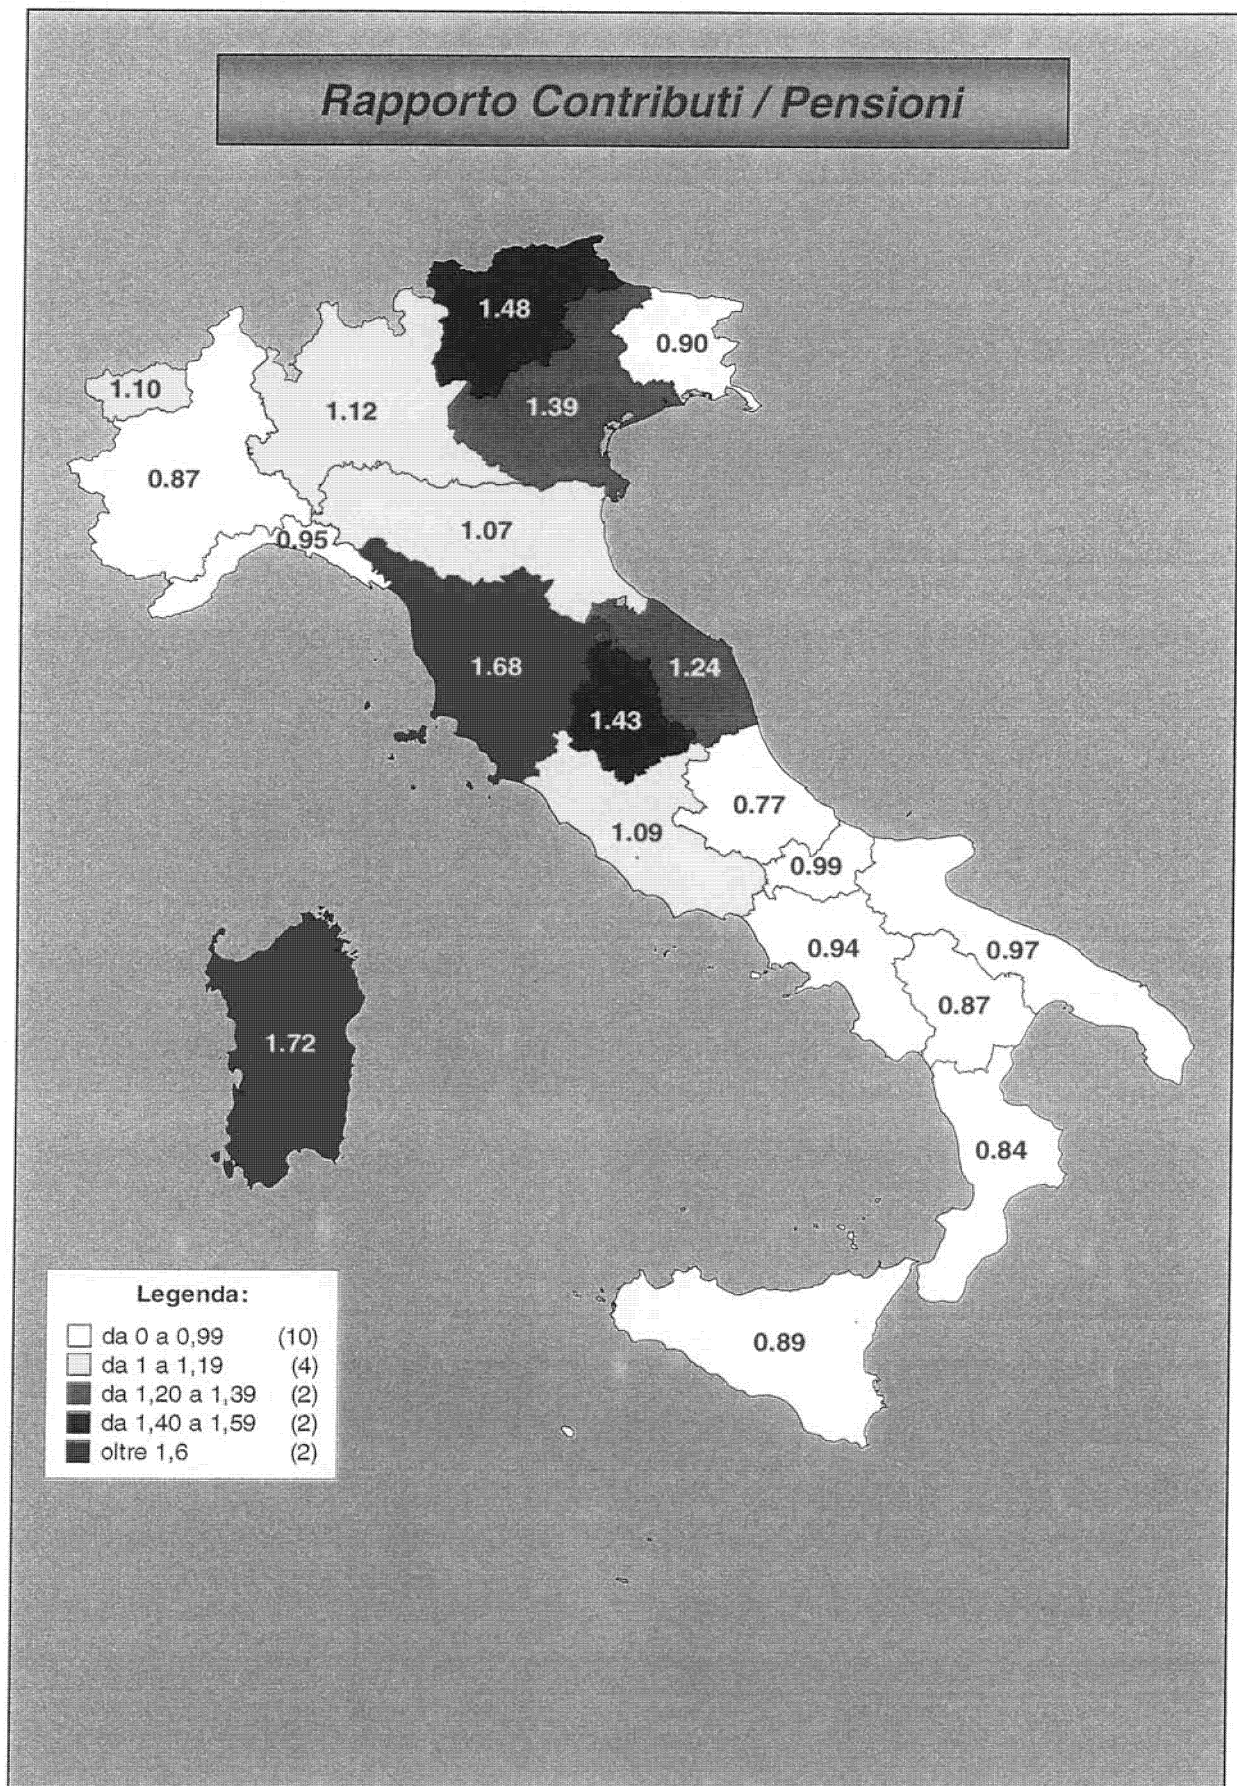 Rapporto Contributi / Pensioni
1.48
0.90
1.10
1.12
1.39
0.87
0.95
1.07
1.68
1.24
1.43
0.77
1.09
0.99
0.94
0.97
0.87
1.72
0.84
0.89
Legenda:
da 0 a 0,99 (10)
da 1 a 1,19 (4)
da 1,20 a 1,39 (2)
da 1,40 a 1,59 (2)
oltre 1,6 (2)